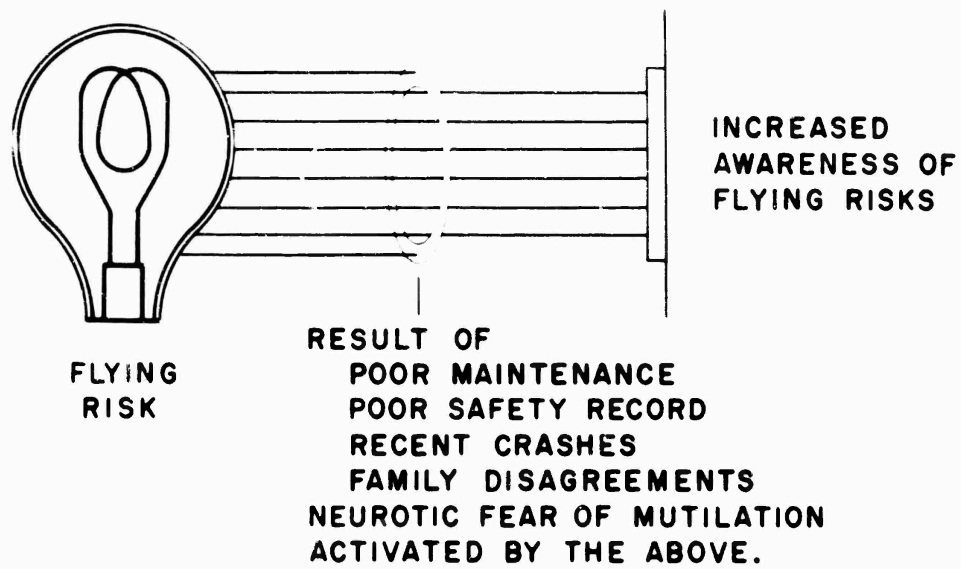 INCREASED
AWARENESS OF
FLYING RISKS
FLYING
RISK
RESULT OF
POOR MAINTENANCE
POOR SAFETY RECORD
RECENT CRASHES
FAMILY DISAGREEMENTS
NEUROTIC FEAR OF MUTILATION
ACTIVATED BY THE ABOVE.